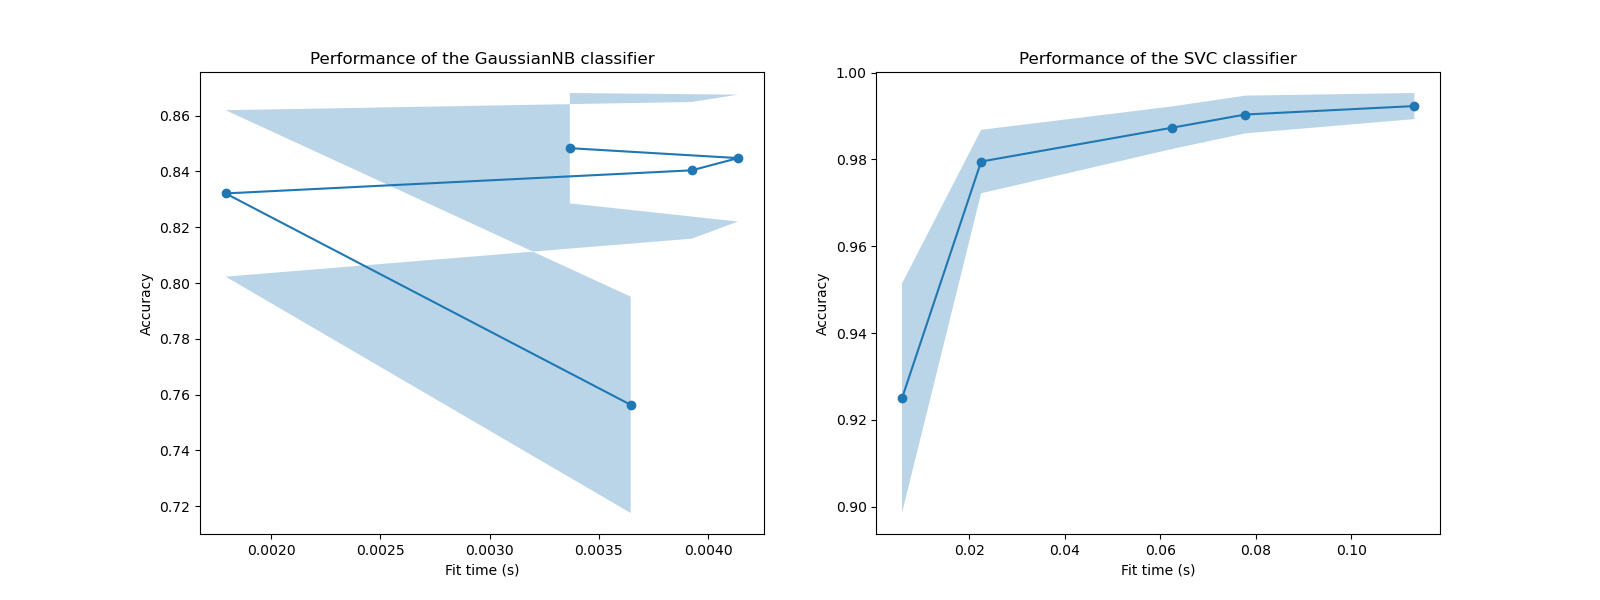 Performance of the GaussianNB classifier
Accuracy
0.86
0.84
0.82
0.80
0.78
0.76
0.74
0.72
0.0020 0.0025 0.0030 0.0035 0.0040
Fit time (s)
Performance of the SVC classifier
Accuracy
1.00
0.98
0.96
0.94
0.92
0.90
0.02 0.04 0.06 0.08 0.10
Fit time (s)